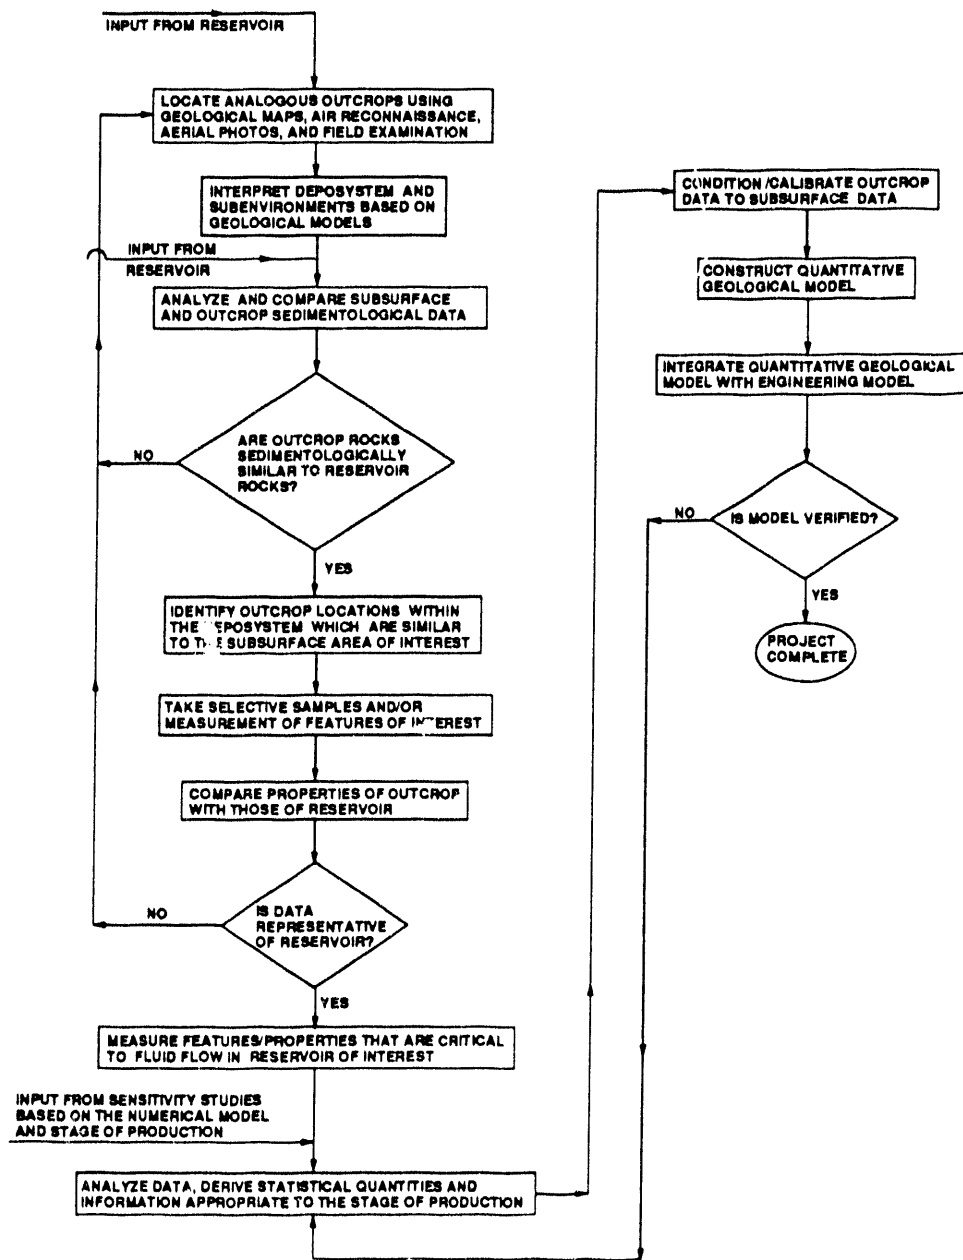 INPUT FROM RESERVOIR
LOCATE ANALOGOUS OUTCROPS USING
GEOLOGICAL MAPS, AIR RECONNAISSANCE,
AERIAL PHOTOS, AND FIELD EXAMINATION
INTERPRET DEPOSYSTEM AND
SUBENVIRONMENTS BASED ON
GEOLOGICAL MODELS
INPUT FROM
RESERVOIR
ANALYZE AND COMPARE SUBSURFACE
AND OUTCROP SEDIMENTOLOGICAL DATA
ARE OUTCROP ROCKS
SEDIMENTOLOGICALLY
SIMILAR TO RESERVOIR
ROCKS?
NO
YES
IDENTIFY OUTCROP LOCATIONS WITHIN
THE DEPOSYSTEM WHICH ARE SIMILAR
TO THE SUBSURFACE AREA OF INTEREST
TAKE SELECTIVE SAMPLES AND/OR
MEASUREMENT OF FEATURES OF INTEREST
COMPARE PROPERTIES OF OUTCROP
WITH THOSE OF RESERVOIR
IS DATA
REPRESENTATIVE
OF RESERVOIR?
NO
YES
MEASURE FEATURES/PROPERTIES THAT ARE CRITICAL
TO FLUID FLOW IN RESERVOIR OF INTEREST
INPUT FROM SENSITIVITY STUDIES
BASED ON THE NUMERICAL MODEL
AND STAGE OF PRODUCTION
ANALYZE DATA, DERIVE STATISTICAL QUANTITIES AND
INFORMATION APPROPRIATE TO THE STAGE OF PRODUCTION
CONDITION/CALIBRATE OUTCROP
DATA TO SUBSURFACE DATA
CONSTRUCT QUANTITATIVE
GEOLOGICAL MODEL
INTEGRATE QUANTITATIVE GEOLOGICAL
MODEL WITH ENGINEERING MODEL
IS MODEL VERIFIED?
NO
YES
PROJECT
COMPLETE